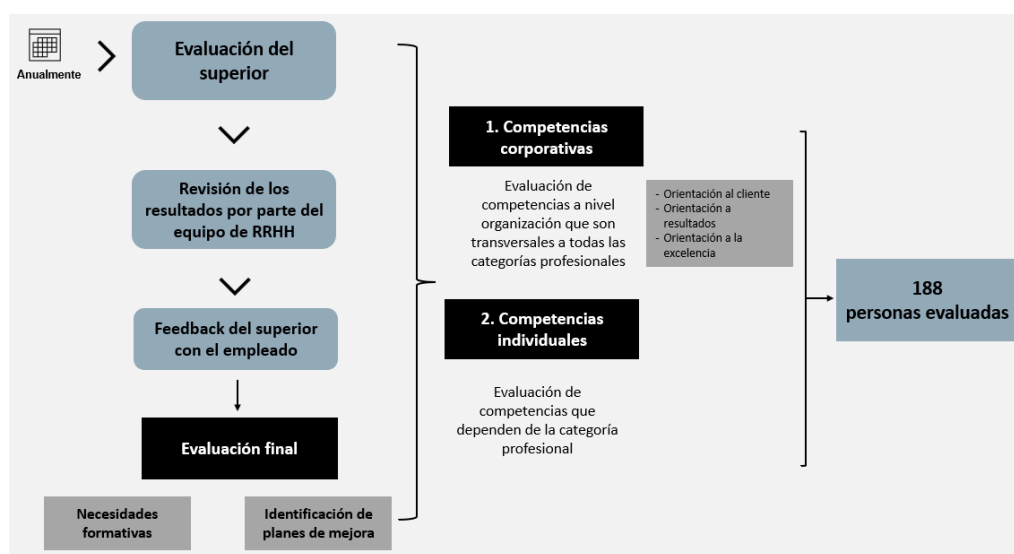 Anualmente
Evaluación del
superior
Revisión de los
resultados por parte del
equipo de RRHH
Feedback del superior
con el empleado
Evaluación final
Necesidades
formativas
Identificación de
planes de mejora
1. Competencias
corporativas
Evaluación de
competencias a nivel
organización que son
transversales a todas las
categorías profesionales
- Orientación al cliente
- Orientación a
resultados
- Orientación a la
excelencia
2. Competencias
individuales
Evaluación de
competencias que
dependen de la categoría
profesional
188
personas evaluadas